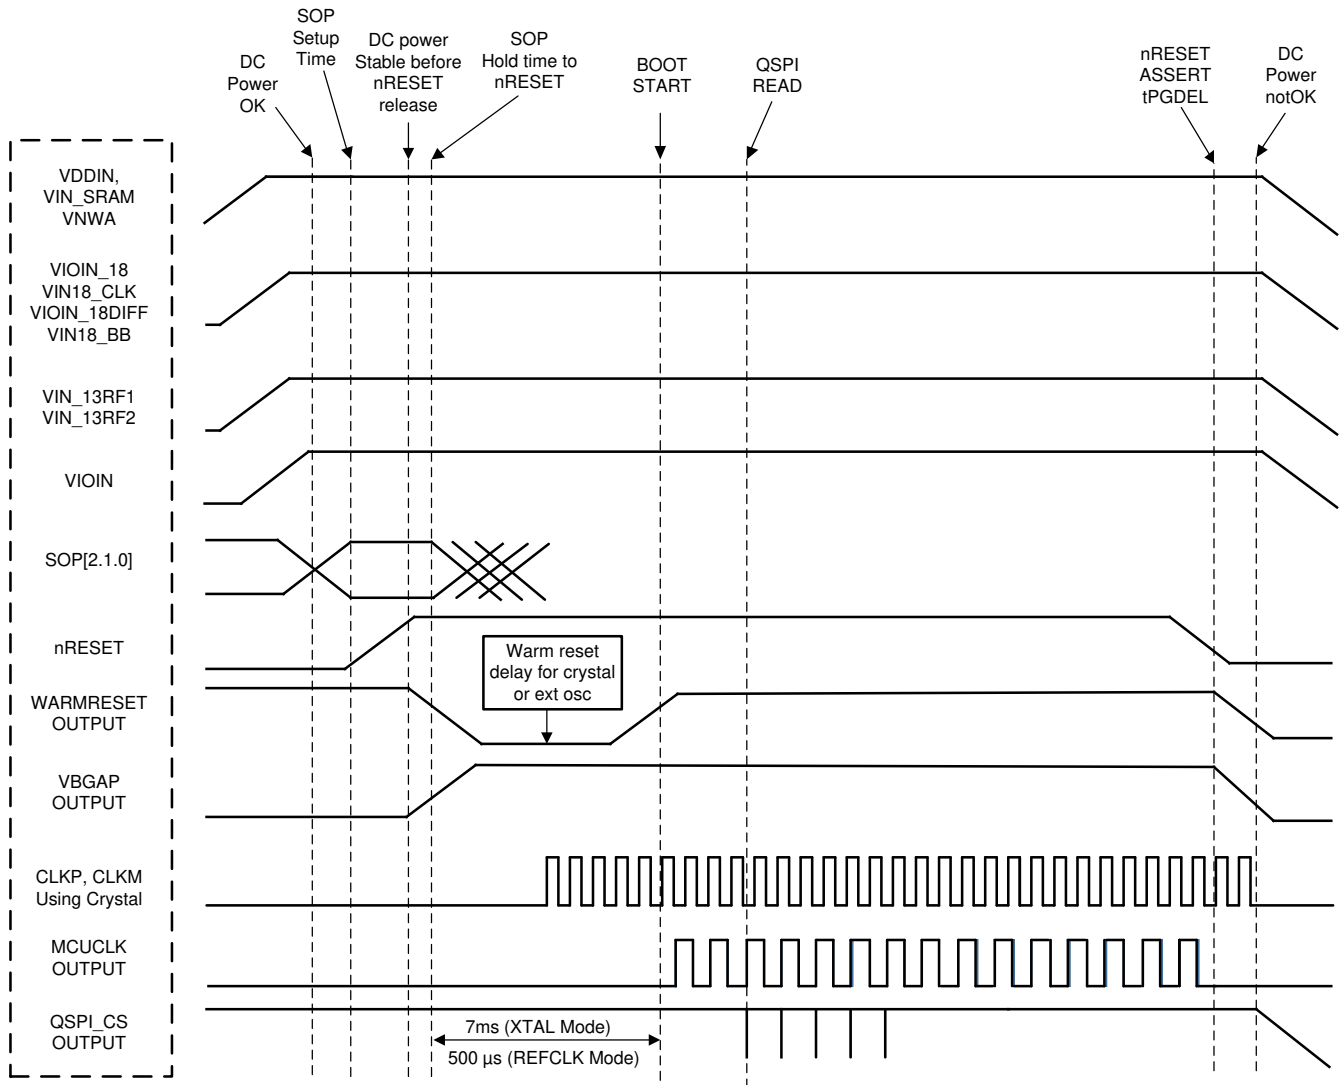 SOP
Setup
Time
DC
Power
OK
DC power
Stable before
nRESET
release
SOP
Hold time to
nRESET
BOOT
START
QSPI
READ
nRESET
ASSERT
tPGDEL
DC
Power
notOK
VDDIN,
VIN_SRAM
VNWA
VIOIN_18
VIN18_CLK
VIOIN_18DIFF
VIN18_BB
VIN_13RF1
VIN_13RF2
VIOIN
SOP[2.1.0]
nRESET
Warm reset
delay for crystal
or ext osc
WARMRESET
OUTPUT
VBGAP
OUTPUT
CLKP, CLKM
Using Crystal
MCUCLK
OUTPUT
QSPI_CS
OUTPUT
7ms (XTAL Mode)
500 µs (REFCLK Mode)